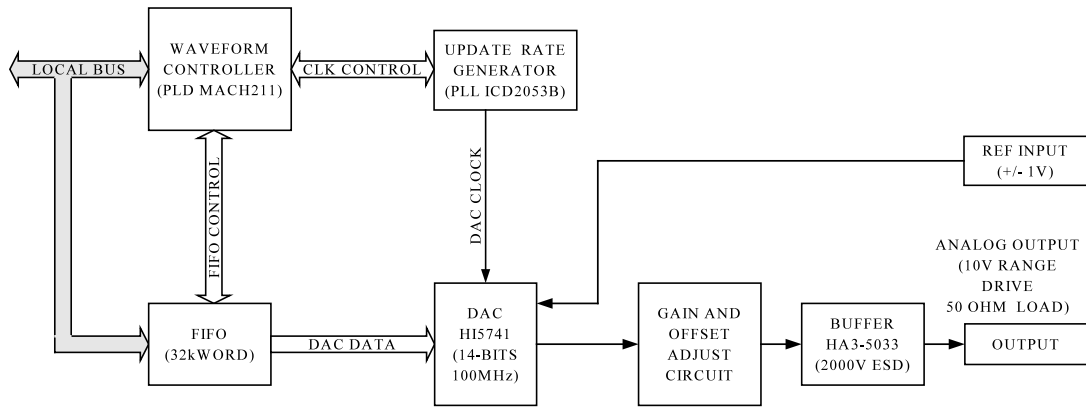 WAVEFORM
CONTROLLER
(PLD MACH211)
UPDATE RATE
GENERATOR
(PLL ICD2053B)
LOCAL BUS
CLK CONTROL
FIFO CONTROL
DAC CLOCK
REF INPUT
(+/- 1V)
ANALOG OUTPUT
(10V RANGE
DRIVE
50 OHM LOAD)
FIFO
(32kWORD)
DAC DATA
DAC
HI5741
(14-BITS
100MHz)
GAIN AND
OFFSET
ADJUST
CIRCUIT
BUFFER
HA3-5033
(2000V ESD)
OUTPUT